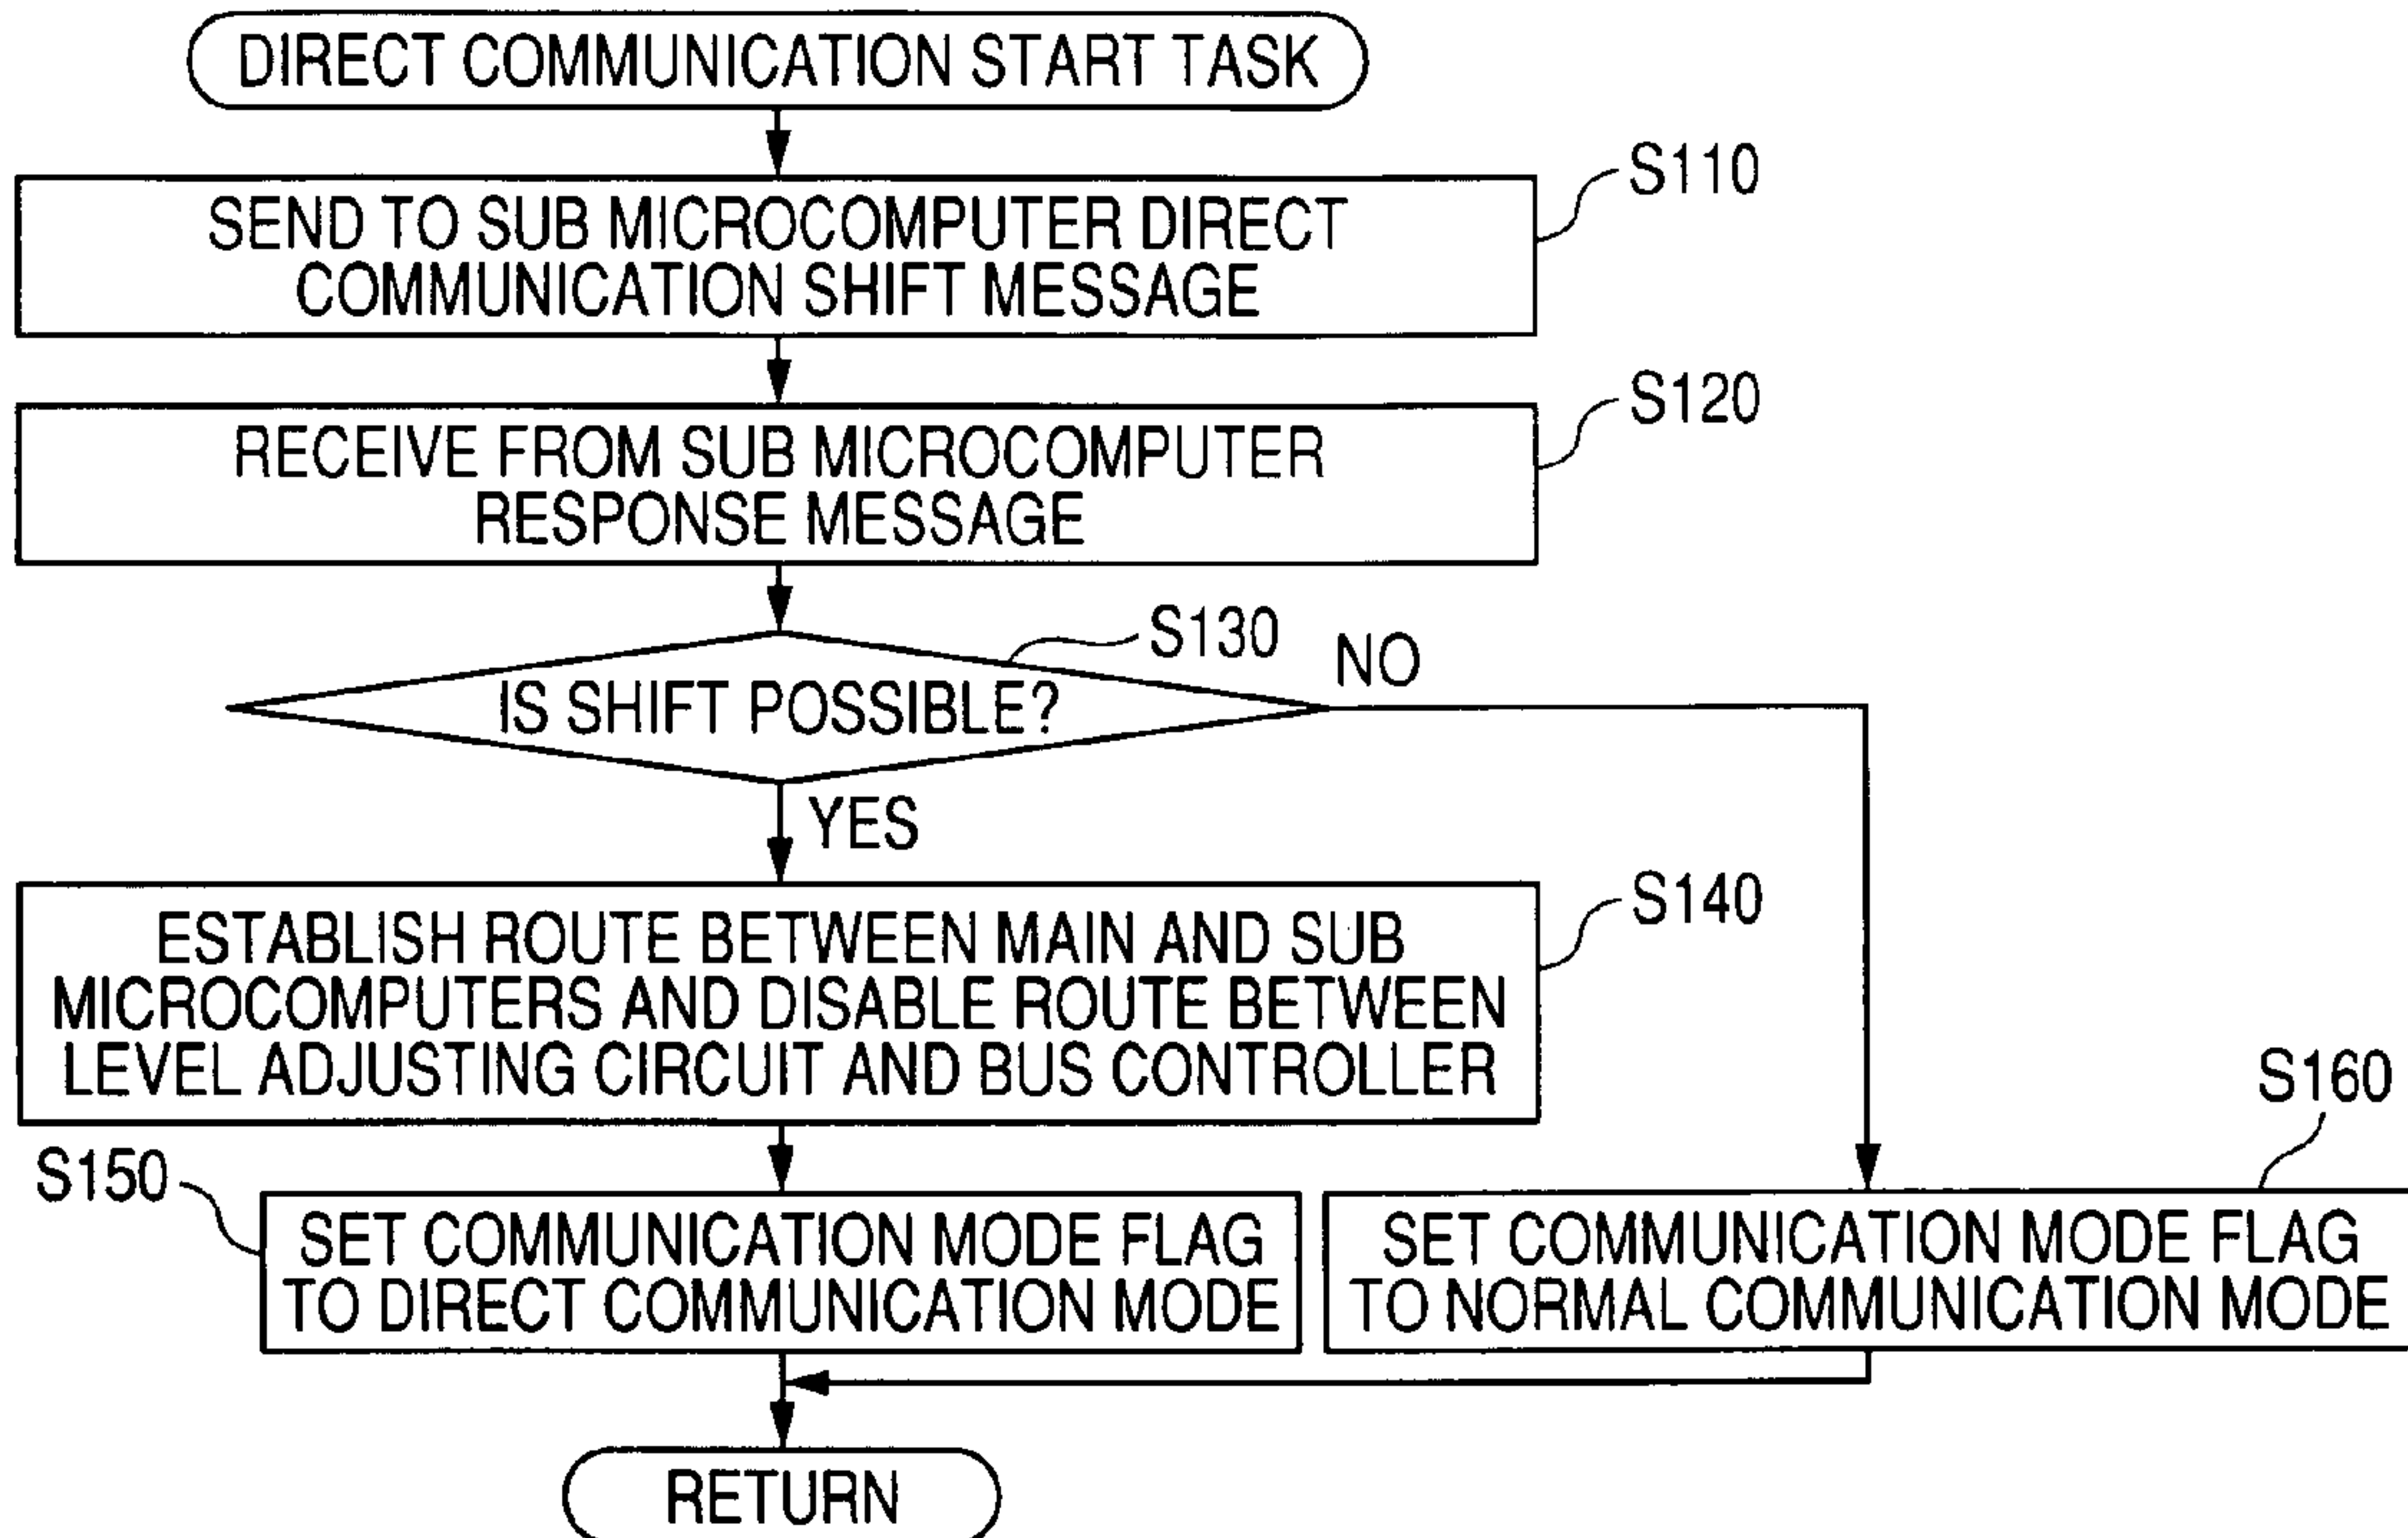 DIRECT COMMUNICATION START TASK
S110
SEND TO SUB MICROCOMPUTER DIRECT
COMMUNICATION SHIFT MESSAGE
S120
RECEIVE FROM SUB MICROCOMPUTER
RESPONSE MESSAGE
S130
NO
IS SHIFT POSSIBLE?
YES
S140
ESTABLISH ROUTE BETWEEN MAIN AND SUB
MICROCOMPUTERS AND DISABLE ROUTE BETWEEN
LEVEL ADJUSTING CIRCUIT AND BUS CONTROLLER
S150
SET COMMUNICATION MODE FLAG
TO DIRECT COMMUNICATION MODE
S160
SET COMMUNICATION MODE FLAG
TO NORMAL COMMUNICATION MODE
RETURN